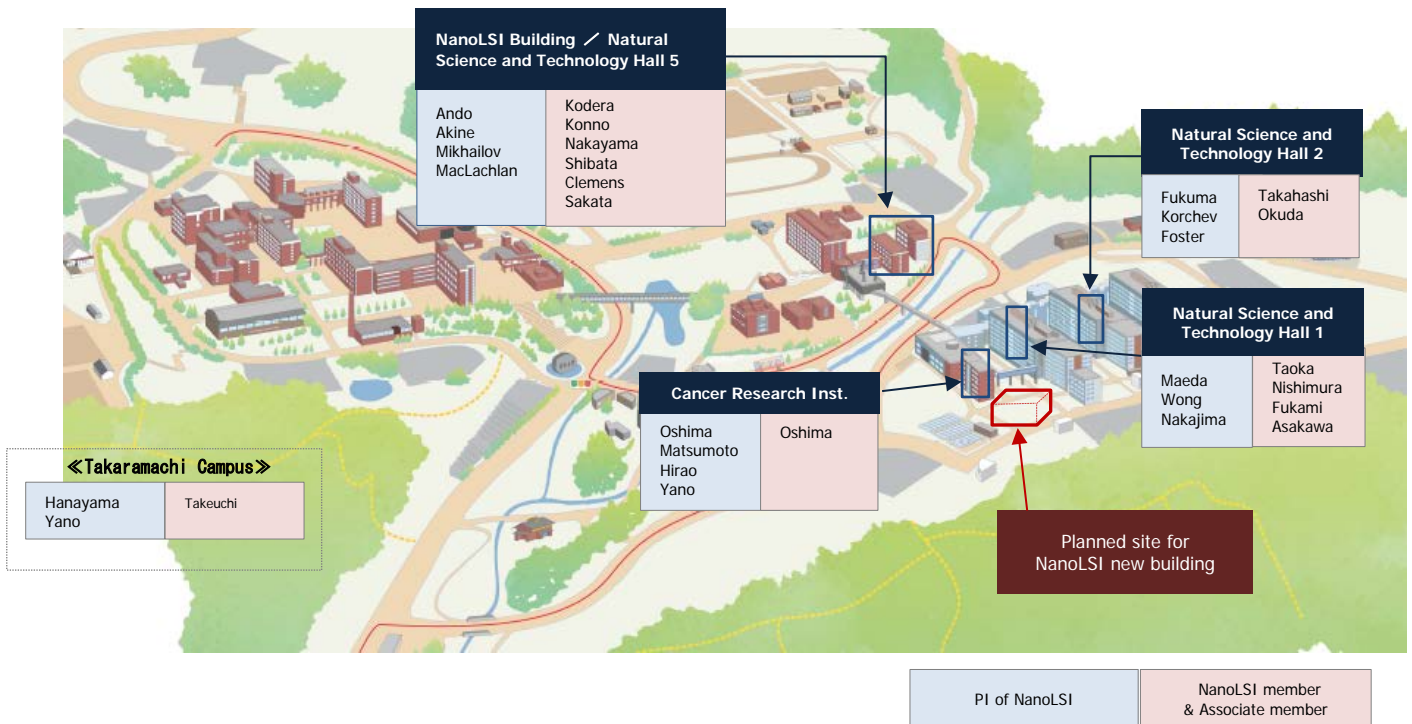 NanoLSI Building ／ Natural
Science and Technology Hall 5
Ando
Akine
Mikhailov
MacLachlan
Kodera
Konno
Nakayama
Shibata
Clemens
Sakata
Natural Science and
Technology Hall 2
Fukuma
Korchev
Foster
Takahashi
Okuda
Natural Science and
Technology Hall 1
Maeda
Wong
Nakajima
Taoka
Nishimura
Fukami
Asakawa
Cancer Research Inst.
Oshima
Matsumoto
Hirao
Yano
Oshima
≪Takaramachi Campus≫
Hanayama
Yano
Takeuchi
Planned site for
NanoLSI new building
PI of NanoLSI
NanoLSI member
& Associate member